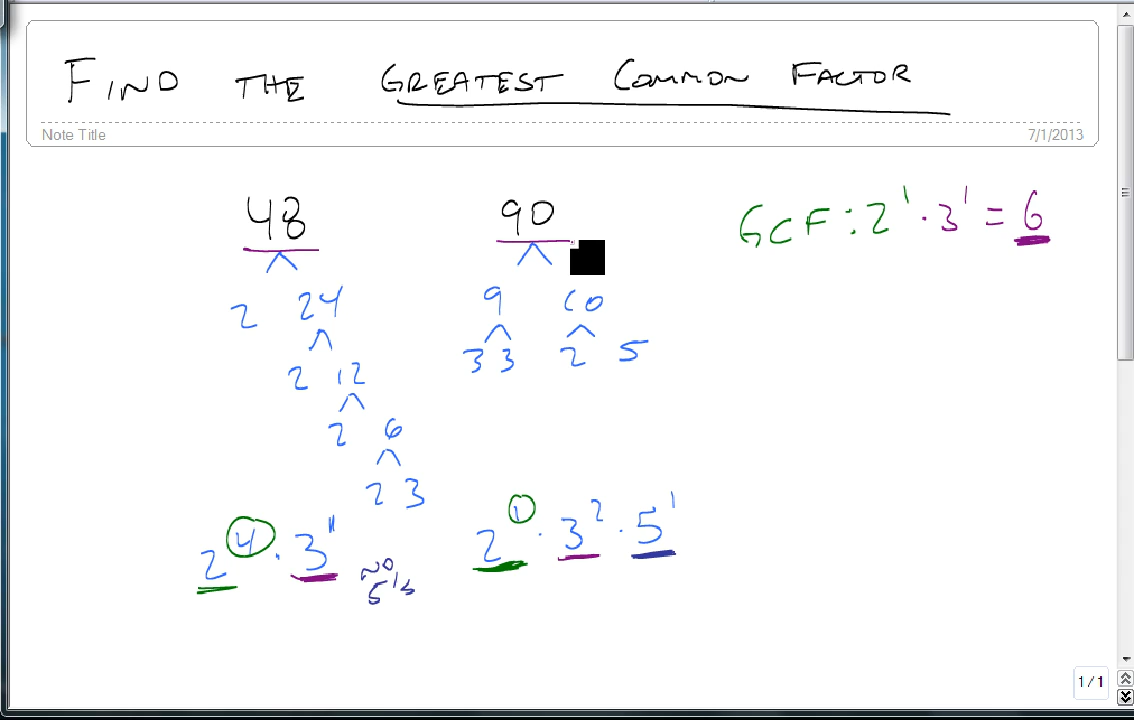 FIND THE GREATEST COMMON FACTOR
Note Title
7/1/2013
48 90 GCF: 2¹ · 3¹ = 6
2 24 9 10
2 12 3 3 2 5
2 6
2 3
2⁴ · 3¹ 2¹ · 3² · 5¹
NO
5's
1/1